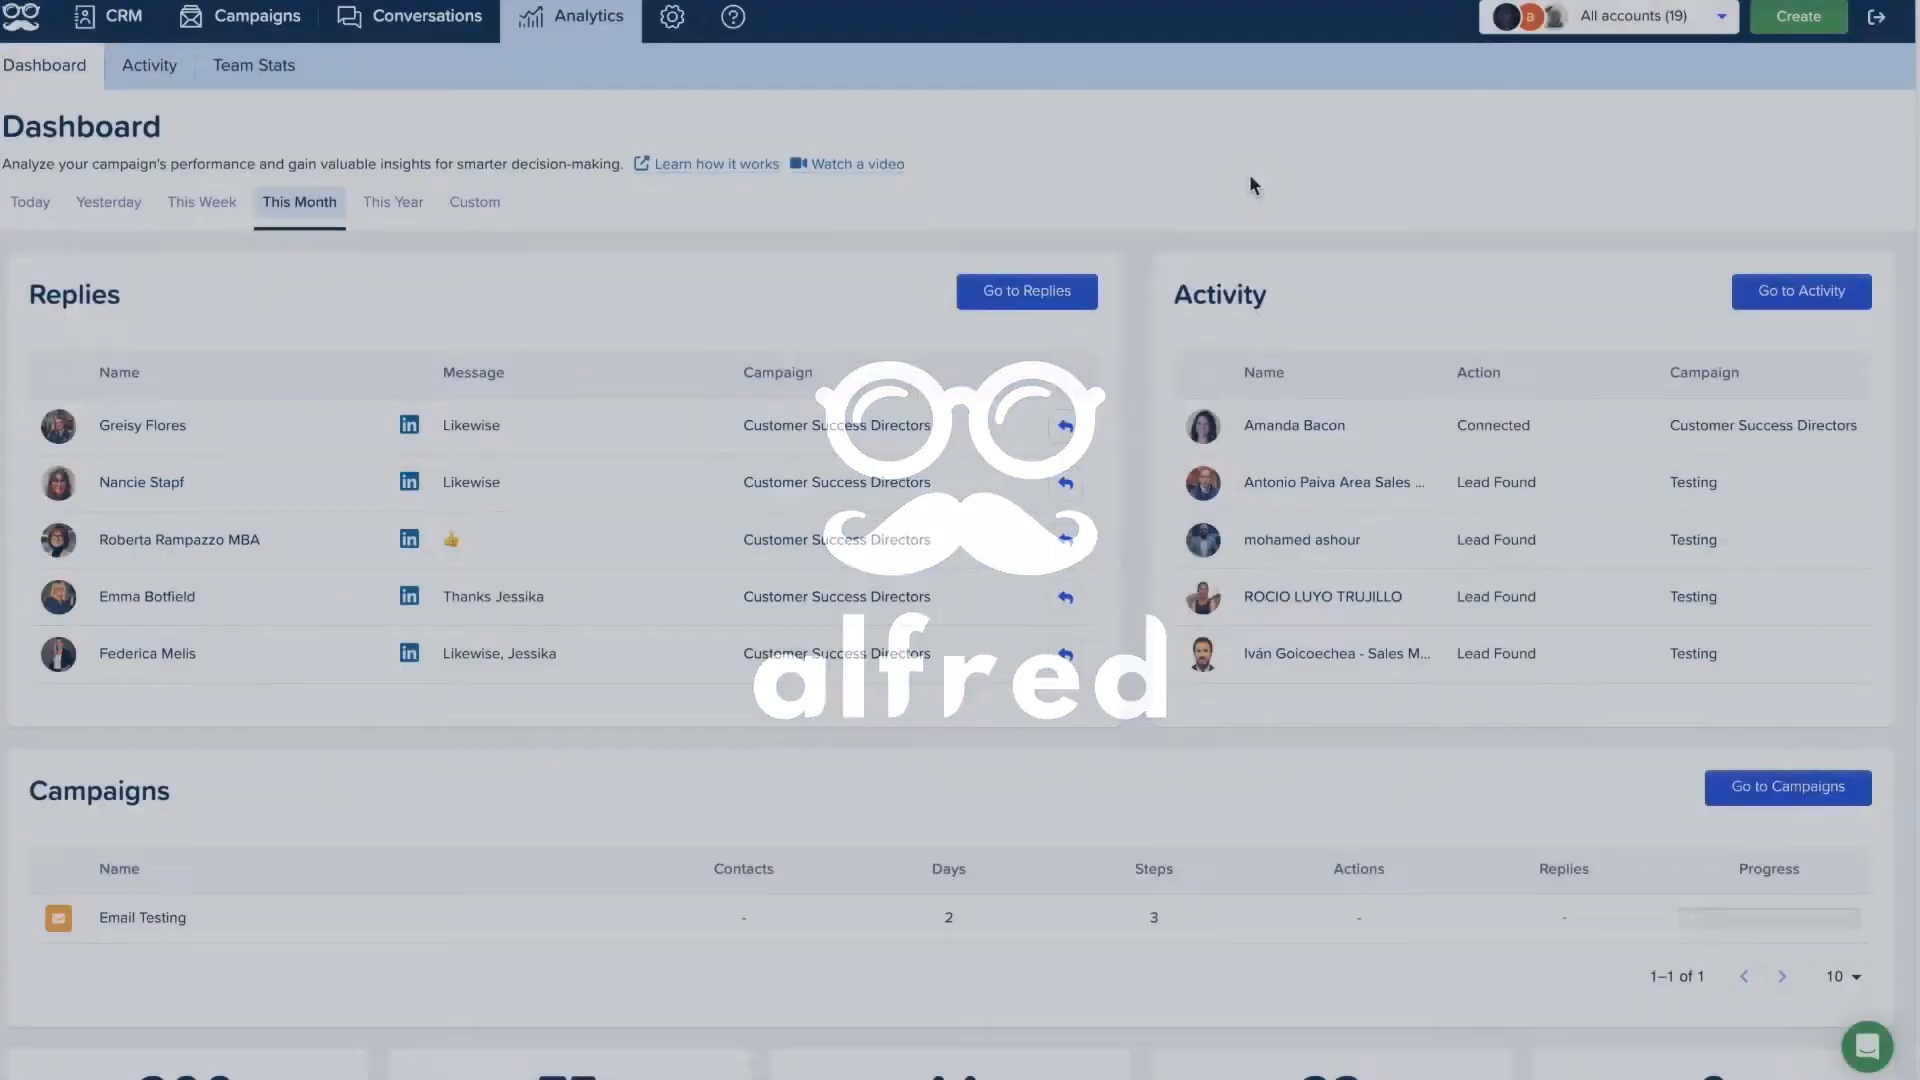 CRM
Campaigns
Conversations
Analytics
a
All accounts (19)
Create
Dashboard
Activity
Team Stats
Dashboard
Analyze your campaign's performance and gain valuable insights for smarter decision-making. Learn how it works Watch a video
Today
Yesterday
This Week
This Month
This Year
Custom
Replies
Go to Replies
Name Message Campaign
Greisy Flores in Likewise Customer Success Directors
Nancie Stapf in Likewise Customer Success Directors
Roberta Rampazzo MBA in 👍 Customer Success Directors
Emma Botfield in Thanks Jessika Customer Success Directors
Federica Melis in Likewise, Jessika Customer Success Directors
Activity
Go to Activity
Name Action Campaign
Amanda Bacon Connected Customer Success Directors
Antonio Paiva Area Sales ... Lead Found Testing
mohamed ashour Lead Found Testing
ROCIO LUYO TRUJILLO Lead Found Testing
Iván Goicoechea - Sales M... Lead Found Testing
alfred
Campaigns
Go to Campaigns
Name Contacts Days Steps Actions Replies Progress
Email Testing - 2 3 - -
1–1 of 1
10